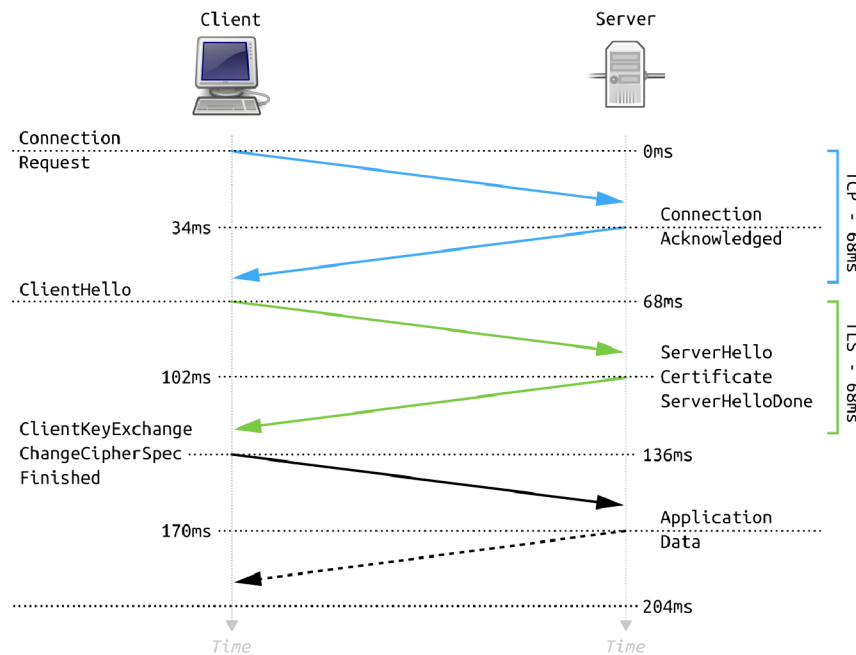 Client
Server
Connection
Request
0ms
34ms
Connection
Acknowledged
TCP - 68ms
ClientHello
68ms
102ms
ServerHello
Certificate
ServerHelloDone
TLS - 68ms
ClientKeyExchange
ChangeCipherSpec
Finished
136ms
170ms
Application
Data
204ms
Time
Time